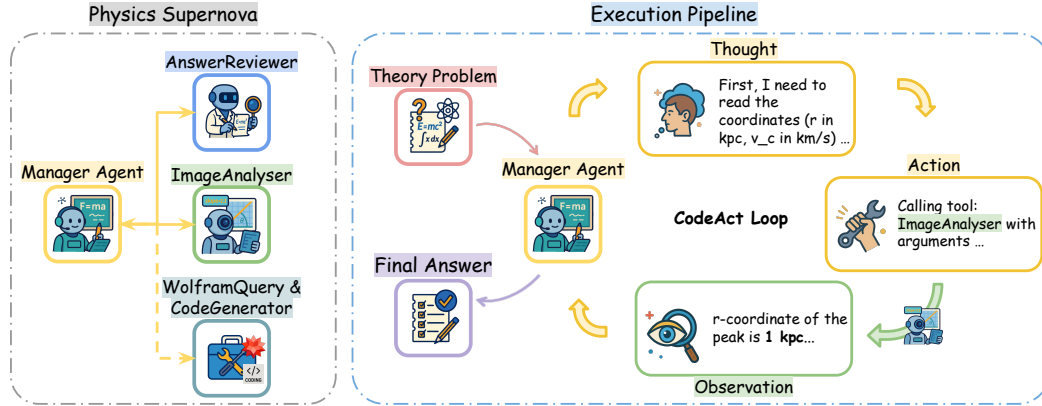 Physics Supernova
AnswerReviewer
Manager Agent
F=ma
ImageAnalyser
WolframQuery &
CodeGenerator
</>
CODING
Execution Pipeline
Theory Problem
?
E=mc²
∫xdx
Manager Agent
F=ma
Final Answer
Thought
First, I need to
read the
coordinates (r in
kpc, v_c in km/s) ...
Action
Calling tool:
ImageAnalyser with
arguments ...
CodeAct Loop
r-coordinate of the
peak is 1 kpc...
Observation